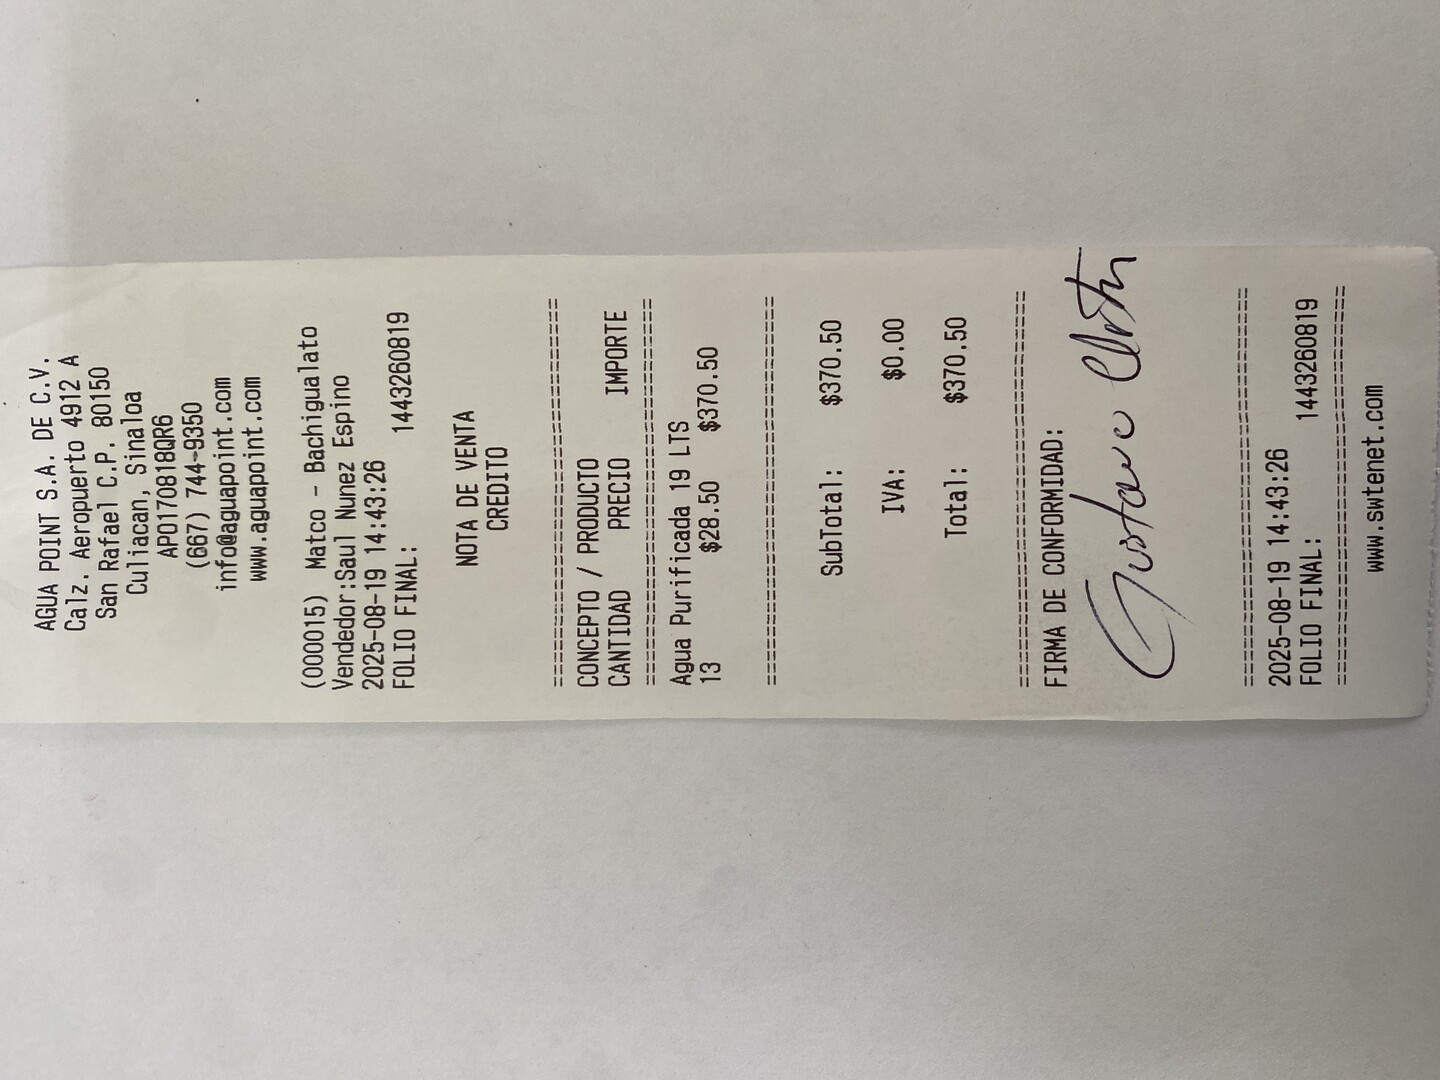 AGUA POINT S.A. DE C.V.
Calz. Aeropuerto 4912 A
San Rafael C.P. 80150
Culiacan, Sinaloa
APO170818QR6
(667) 744-9350
info@aguapoint.com
www.aguapoint.com
(000015) Matco - Bachigualato
Vendedor:Saul Nunez Espino
2025-08-19 14:43:26
FOLIO FINAL: 1443260819
NOTA DE VENTA
CREDITO
CONCEPTO / PRODUCTO
CANTIDAD PRECIO IMPORTE
Agua Purificada 19 LTS
13 $28.50 $370.50
SubTotal: $370.50
IVA: $0.00
Total: $370.50
FIRMA DE CONFORMIDAD:
Gustavo
2025-08-19 14:43:26
FOLIO FINAL: 1443260819
www.swtenet.com